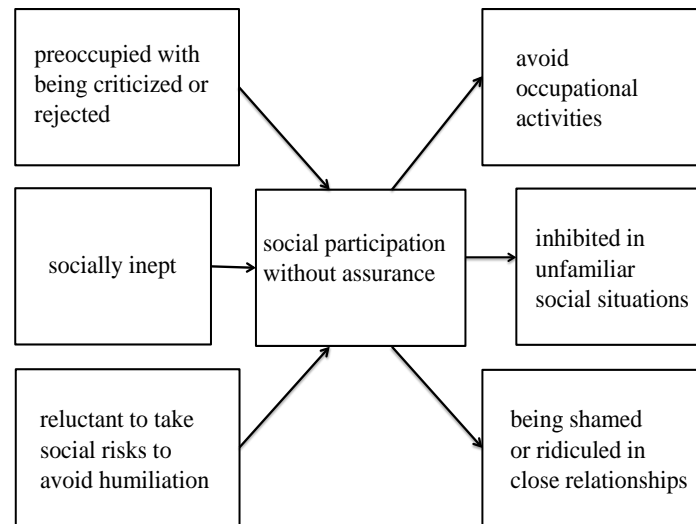 preoccupied with
being criticized or
rejected
avoid
occupational
activities
socially inept
social participation
without assurance
inhibited in
unfamiliar
social situations
reluctant to take
social risks to
avoid humiliation
being shamed
or ridiculed in
close relationships